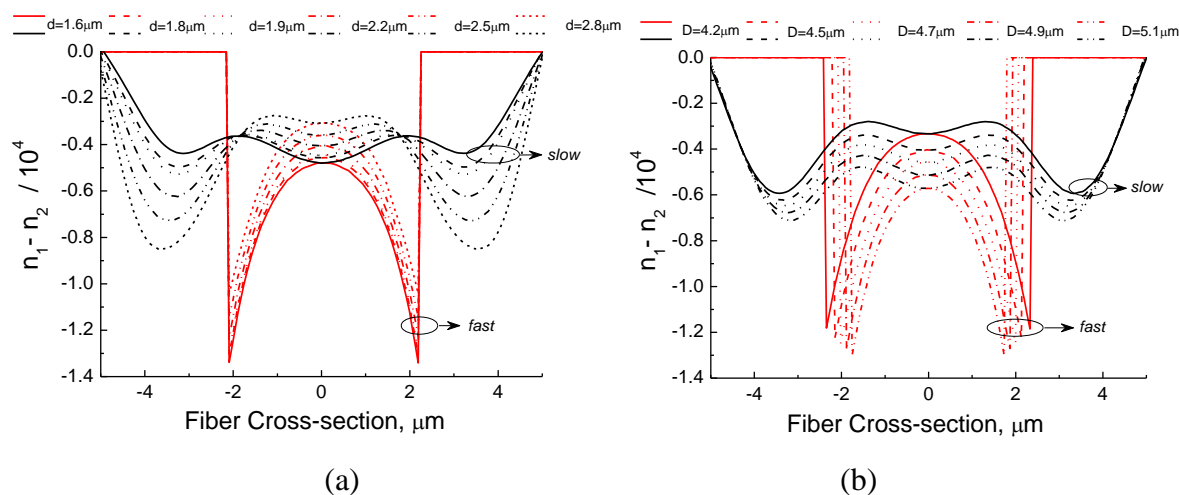 d=1.6μm d=1.8μm d=1.9μm d=2.2μm d=2.5μm d=2.8μm
0.0
-0.2
-0.4
-0.6
-0.8
-1.0
-1.2
-1.4
n1- n2 / 10^4
slow
fast
-4 -2 0 2 4
Fiber Cross-section, μm
(a)
D=4.2μm D=4.5μm D=4.7μm D=4.9μm D=5.1μm
0.0
-0.2
-0.4
-0.6
-0.8
-1.0
-1.2
-1.4
n1- n2 /10^4
slow
fast
-4 -2 0 2 4
Fiber Cross-section, μm
(b)